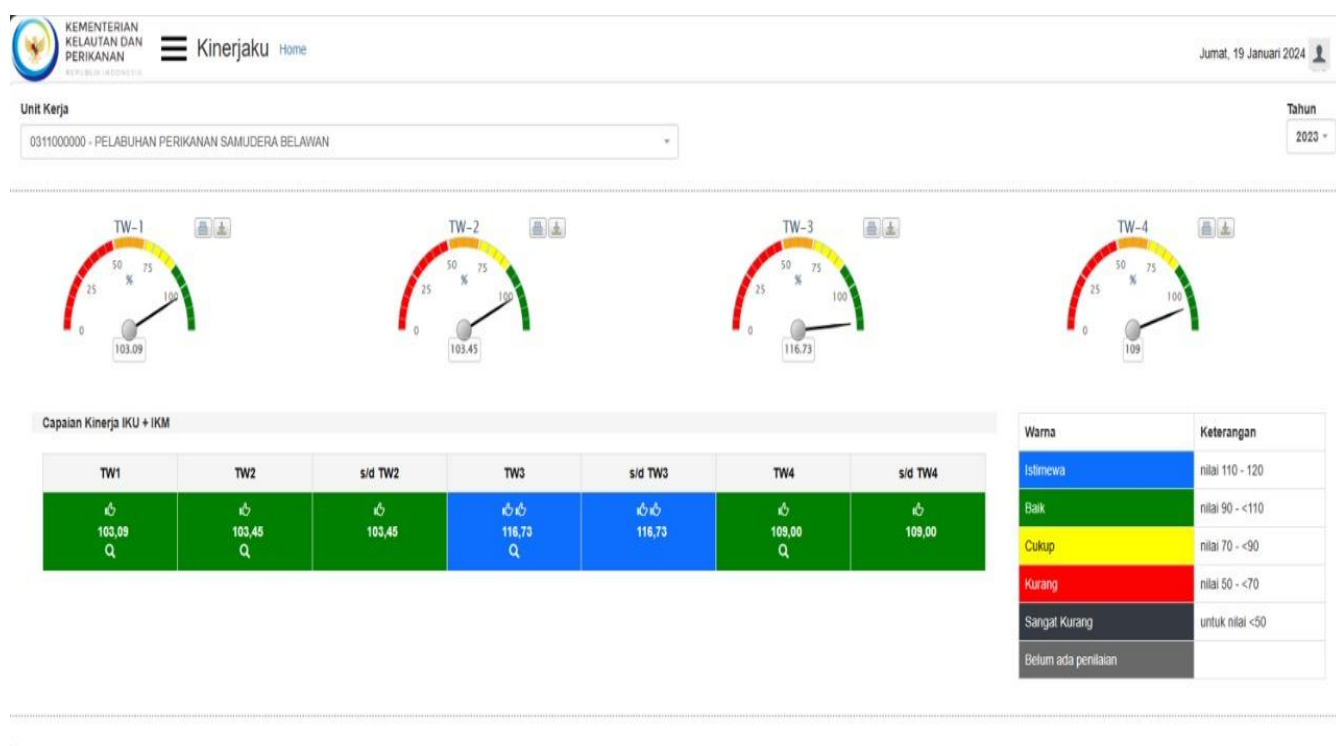 KEMENTERIAN
KELAUTAN DAN
PERIKANAN
REPUBLIK INDONESIA
Kinerjaku Home
Jumat, 19 Januari 2024
Unit Kerja
Tahun
0311000000 - PELABUHAN PERIKANAN SAMUDERA BELAWAN
2023
TW-1
0 25 50 75 100
%
103.09
TW-2
0 25 50 75 100
%
103.45
TW-3
0 25 50 75 100
%
116.73
TW-4
0 25 50 75 100
%
109
Capaian Kinerja IKU + IKM
TW1 TW2 s/d TW2 TW3 s/d TW3 TW4 s/d TW4
103,09 103,45 103,45 116,73 116,73 109,00 109,00
Warna Keterangan
Istimewa nilai 110 - 120
Baik nilai 90 - <110
Cukup nilai 70 - <90
Kurang nilai 50 - <70
Sangat Kurang untuk nilai <50
Belum ada penilaian